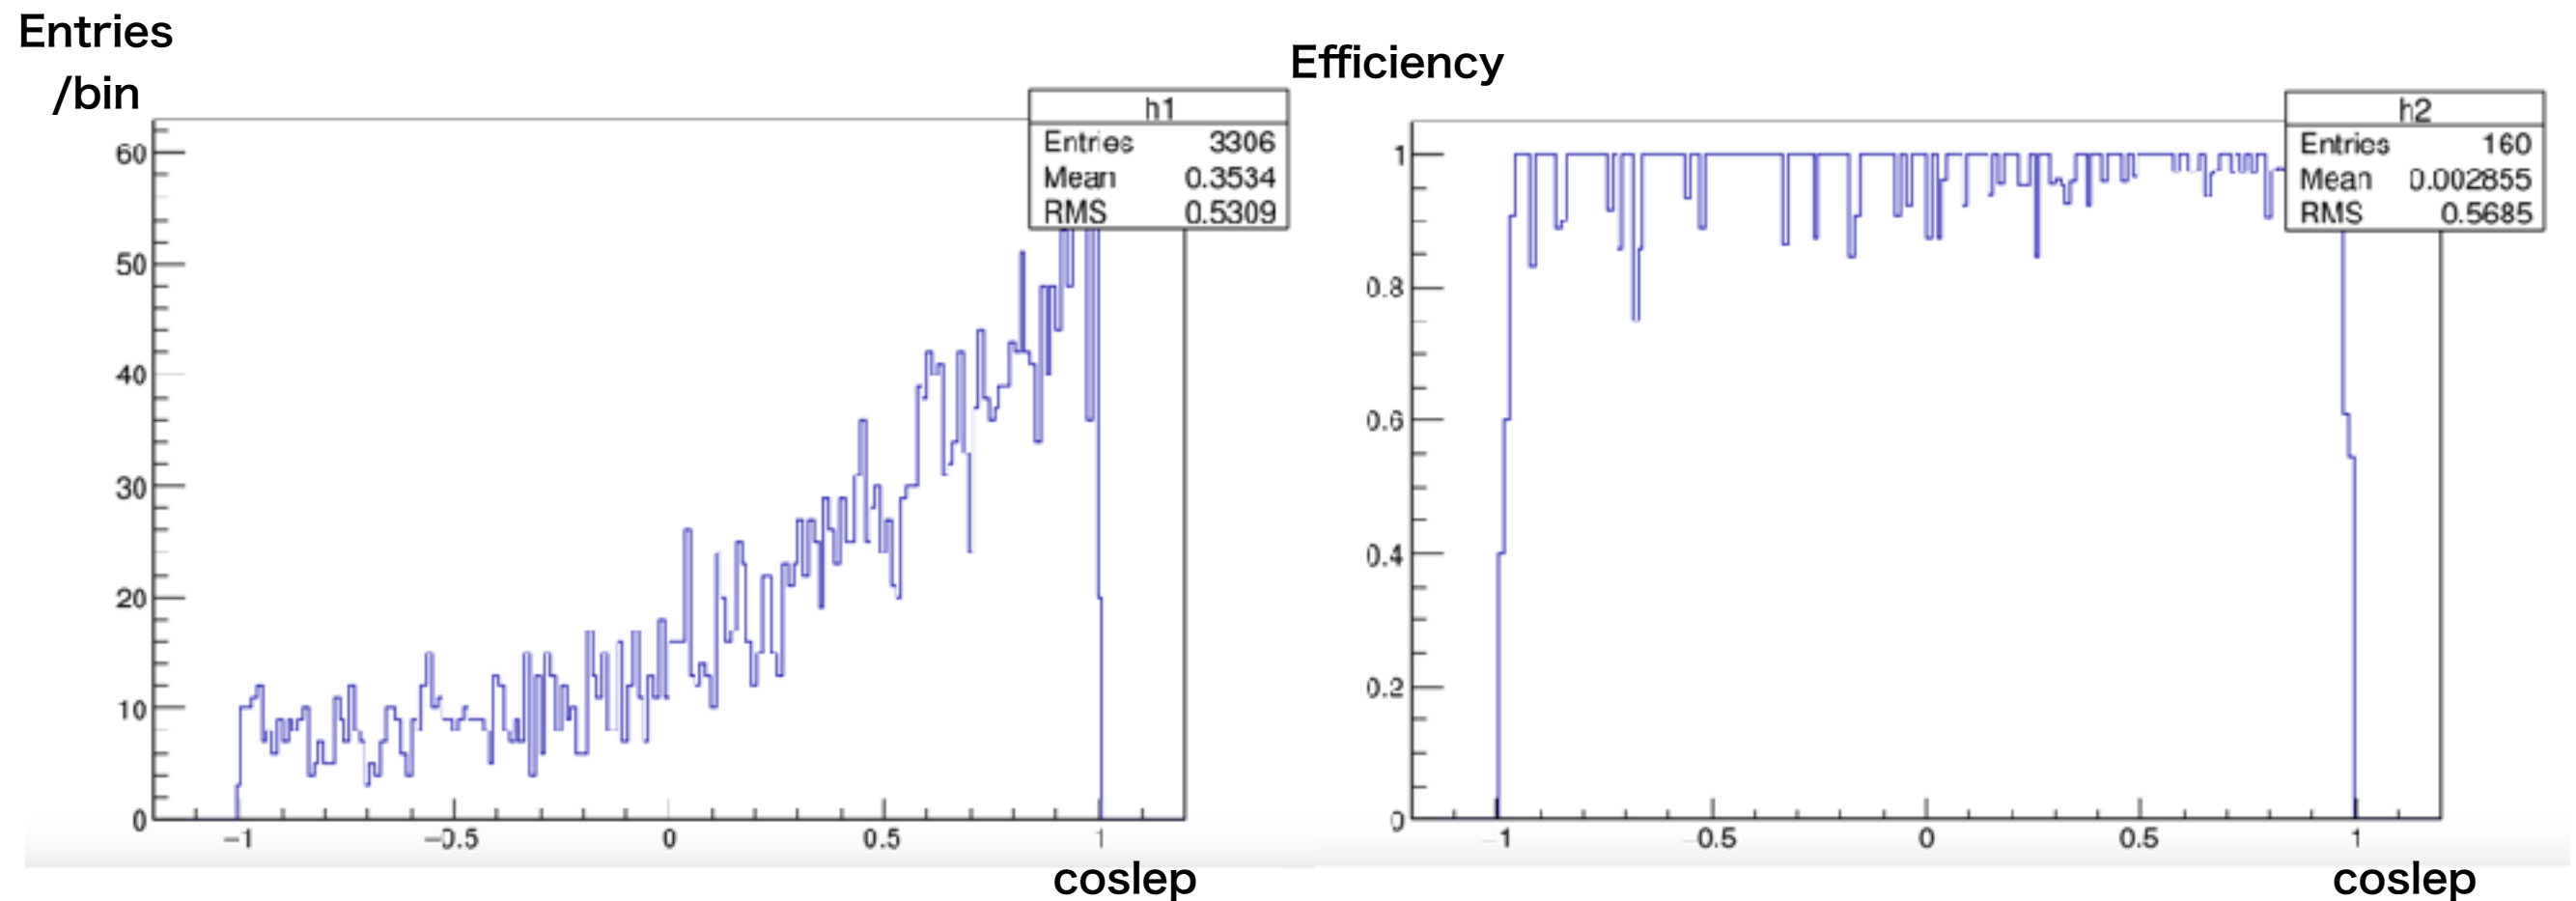 Entries
/bin
h1
Entries 3306
Mean 0.3534
RMS 0.5309
60
50
40
30
20
10
0
−1
−0.5
0
0.5
1
coslep
Efficiency
h2
Entries 160
Mean 0.002855
RMS 0.5685
1
0.8
0.6
0.4
0.2
0
−1
−0.5
0
0.5
1
coslep